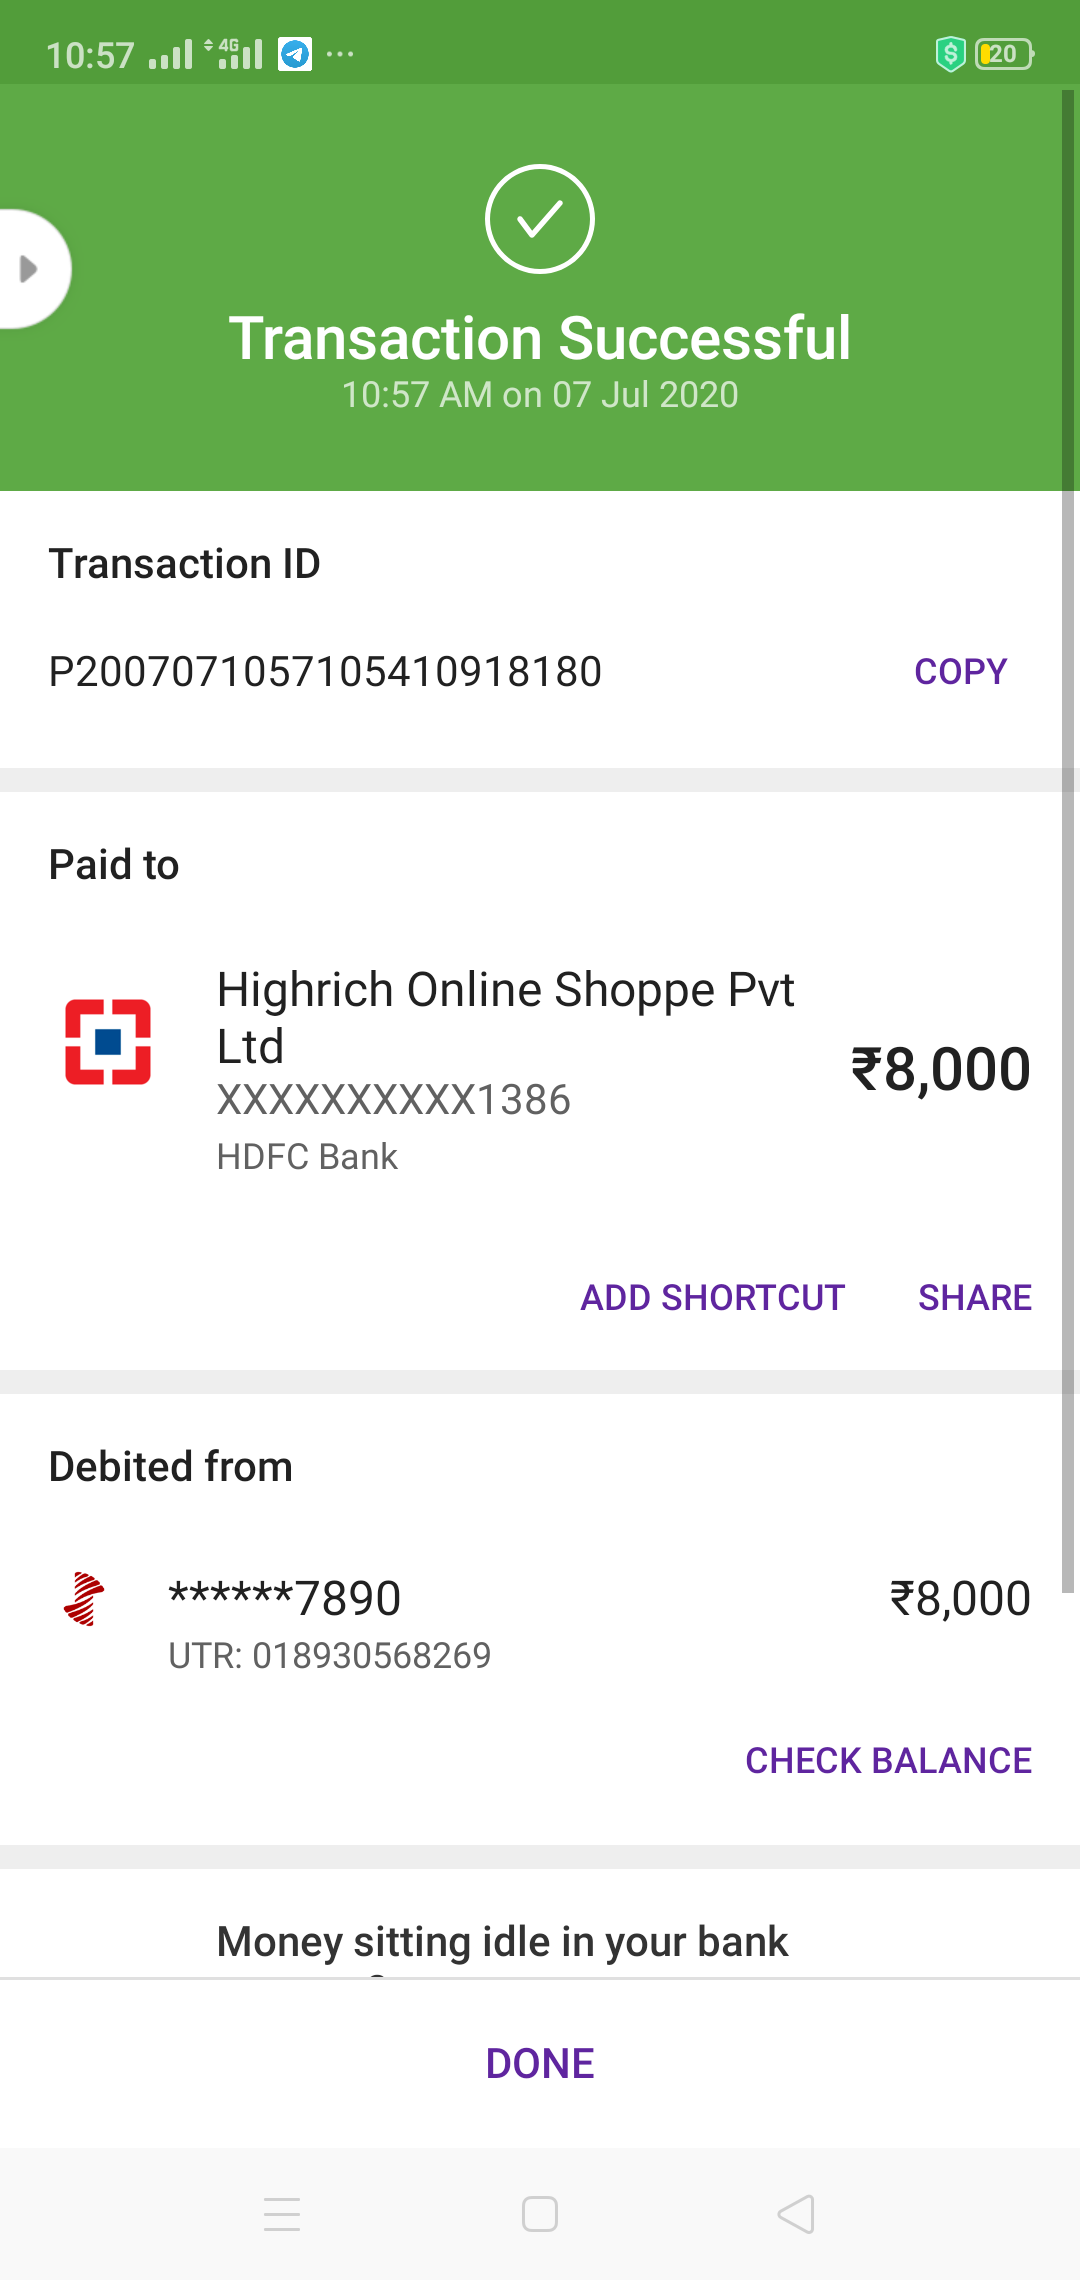 10:57 4G ... 20
Transaction Successful
10:57 AM on 07 Jul 2020
Transaction ID
P2007071057105410918180 COPY
Paid to
Highrich Online Shoppe Pvt
Ltd
₹8,000
XXXXXXXXXX1386
HDFC Bank
ADD SHORTCUT SHARE
Debited from
******7890 ₹8,000
UTR: 018930568269
CHECK BALANCE
Money sitting idle in your bank
DONE